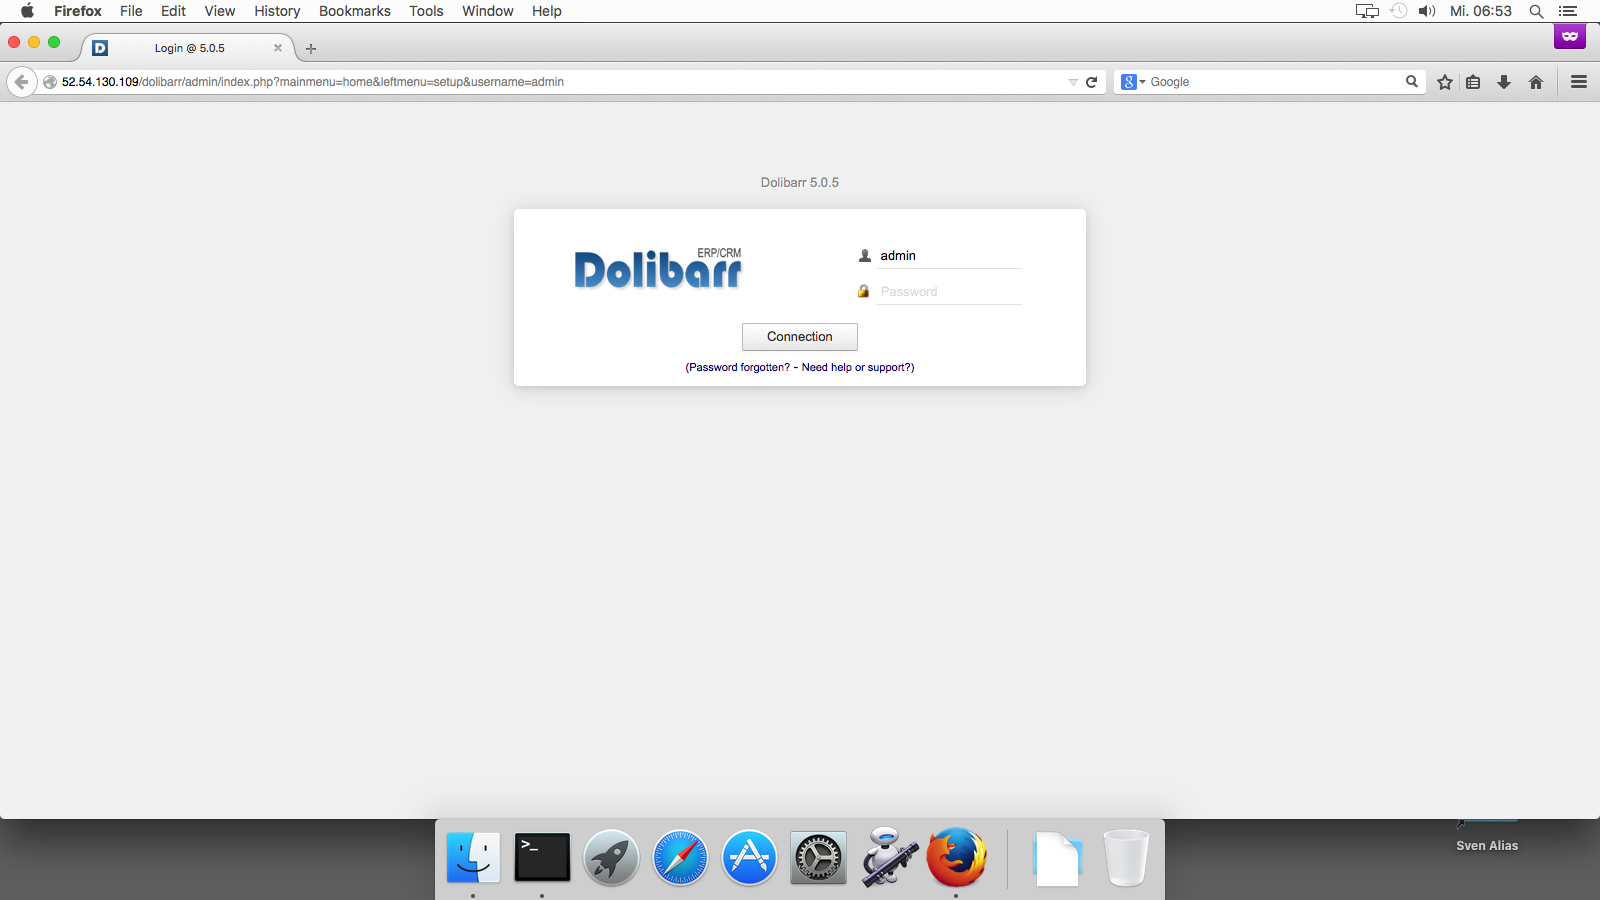 Firefox File Edit View History Bookmarks Tools Window Help Mi. 06:53
Login @ 5.0.5
52.54.130.109/dolibarr/admin/index.php?mainmenu=home&leftmenu=setup&username=admin
Google
Dolibarr 5.0.5
ERP/CRM
Dolibarr
admin
Password
Connection
(Password forgotten? - Need help or support?)
Sven Alias